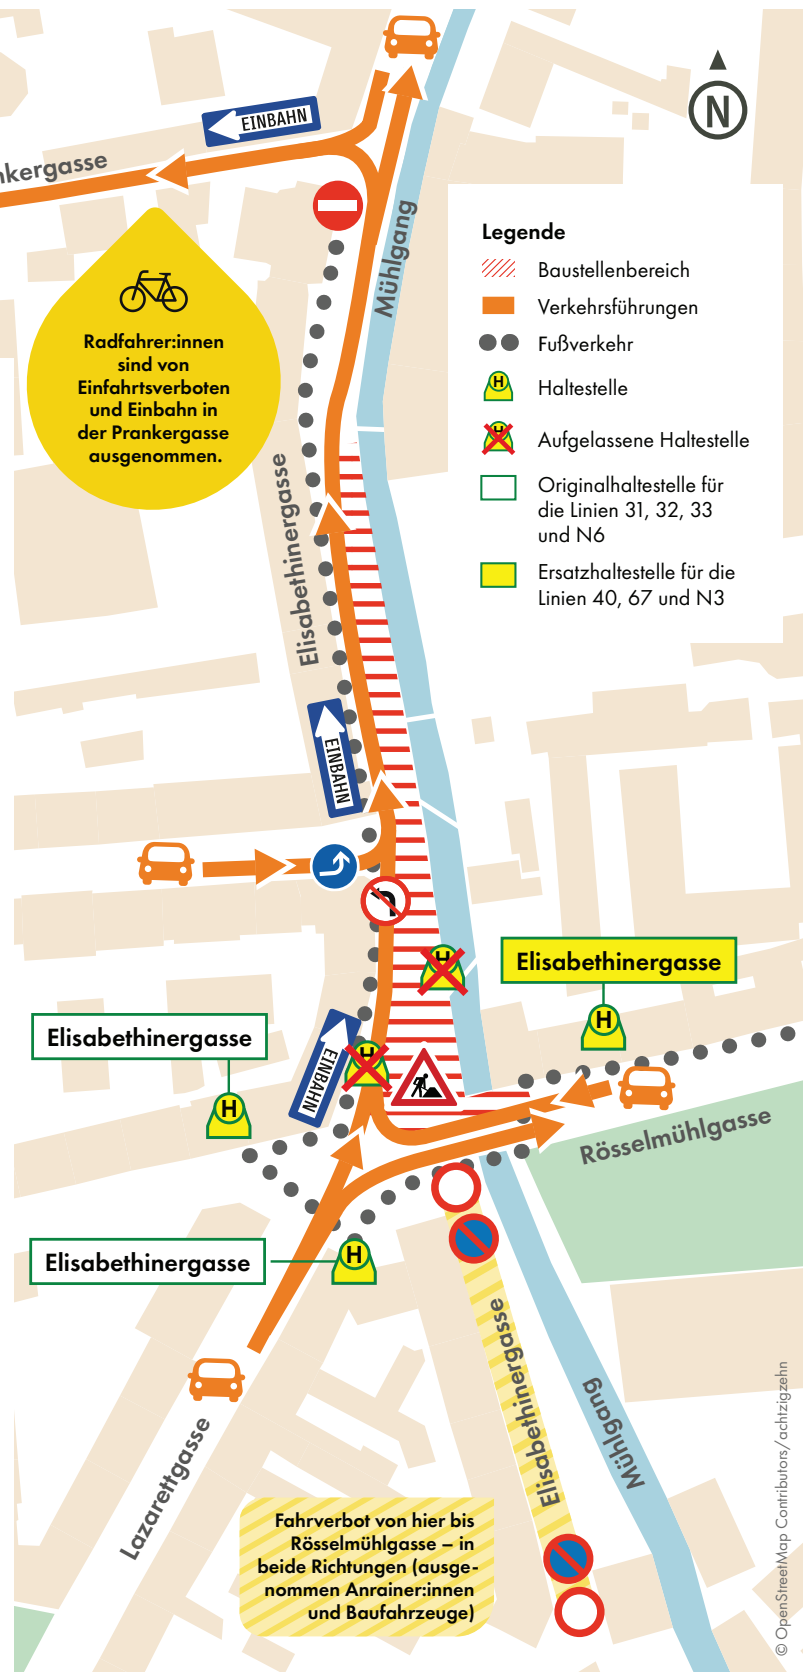 EINBAHN
nkergasse
N
Mühlgang
Legende
Baustellenbereich
Verkehrsführungen
Fußverkehr
H
Haltestelle
H
Aufgelassene Haltestelle
Originalhaltestelle für
die Linien 31, 32, 33
und N6
Ersatzhaltestelle für die
Linien 40, 67 und N3
Radfahrer:innen
sind von
Einfahrtsverboten
und Einbahn in
der Prankergasse
ausgenommen.
Elisabethinergasse
EINBAHN
H
Elisabethinergasse
H
Elisabethinergasse
H
EINBAHN
H
Rösselmühlgasse
Elisabethinergasse
H
Elisabethinergasse
Mühlgang
Lazarettgasse
Fahrverbot von hier bis
Rösselmühlgasse – in
beide Richtungen (ausge-
nommen Anrainer:innen
und Baufahrzeuge)
© OpenStreetMap Contributors/achtzigzehn